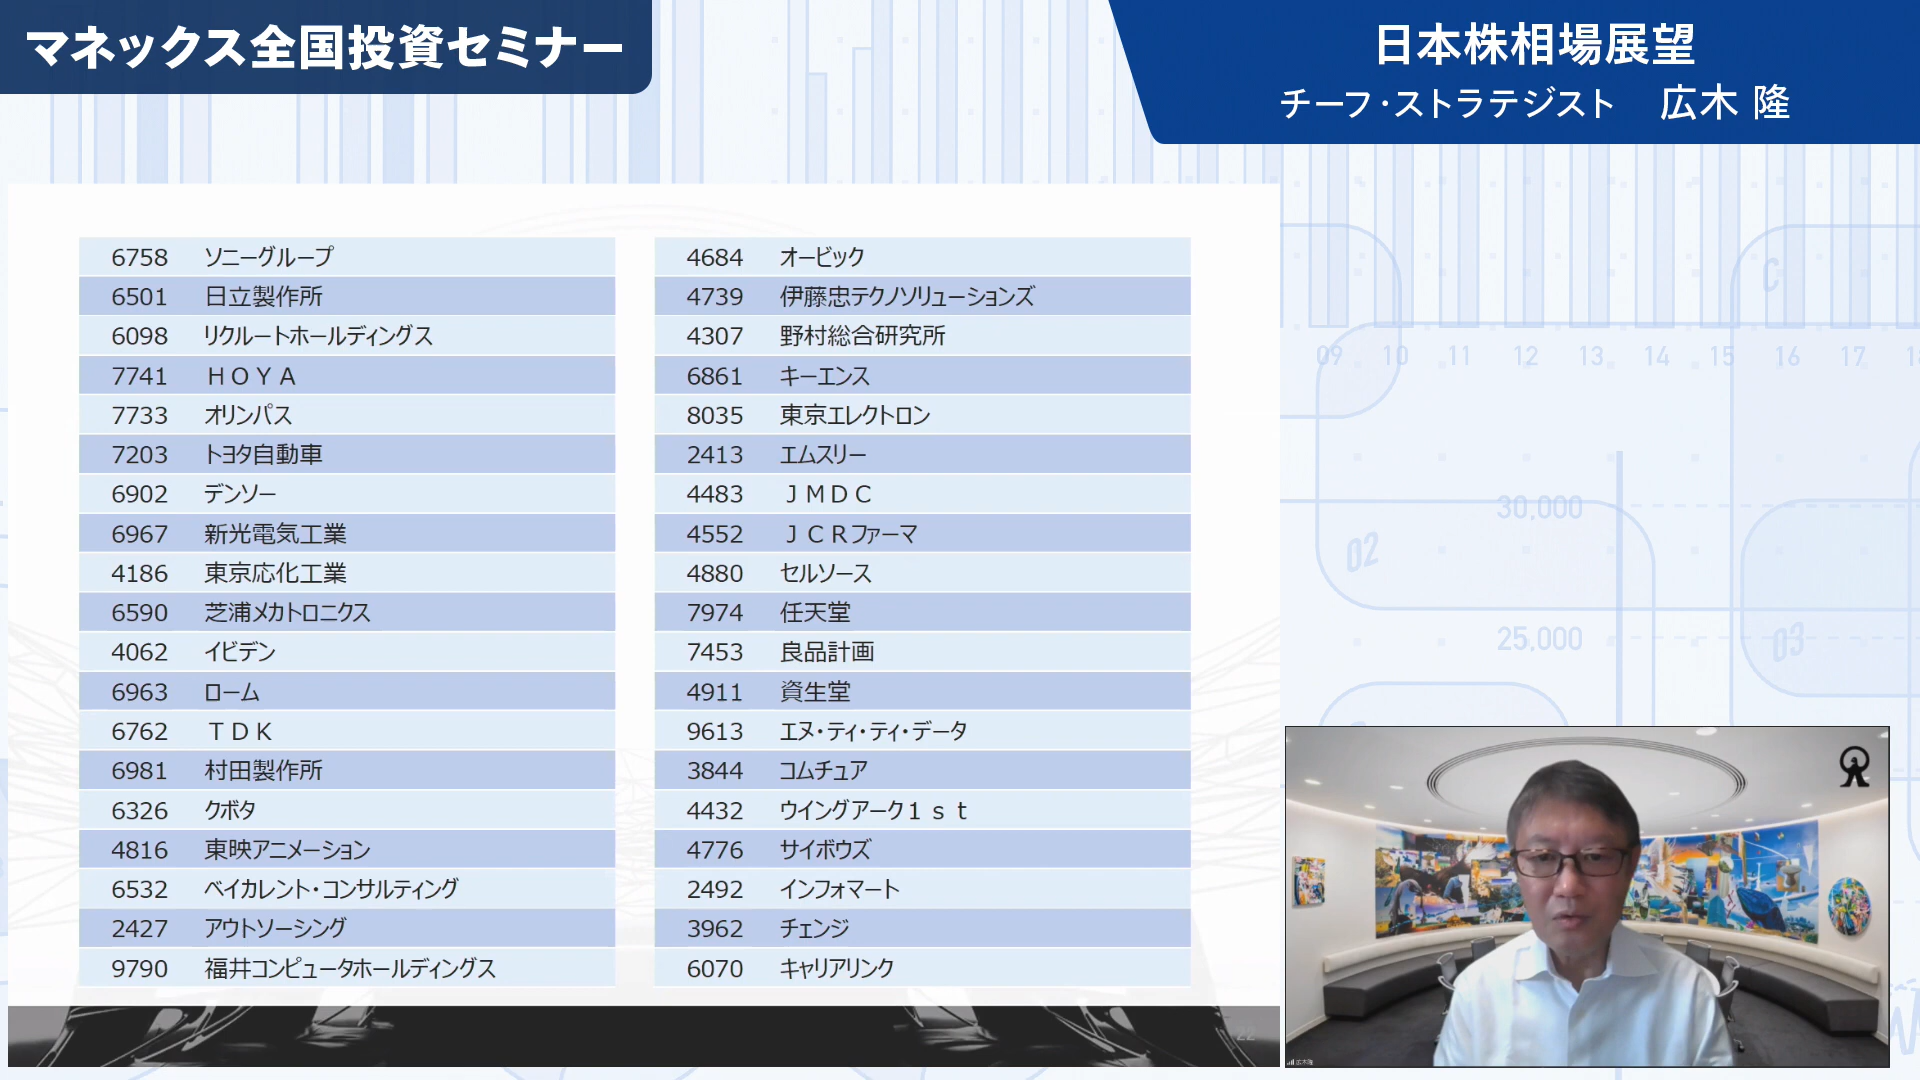 マネックス全国投資セミナー
日本株相場展望
チーフ・ストラテジスト 広木 隆
6758 ソニーグループ
6501 日立製作所
6098 リクルートホールディングス
7741 ＨＯＹＡ
7733 オリンパス
7203 トヨタ自動車
6902 デンソー
6967 新光電気工業
4186 東京応化工業
6590 芝浦メカトロニクス
4062 イビデン
6963 ローム
6762 ＴＤＫ
6981 村田製作所
6326 クボタ
4816 東映アニメーション
6532 ベイカレント・コンサルティング
2427 アウトソーシング
9790 福井コンピュータホールディングス
4684 オービック
4739 伊藤忠テクノソリューションズ
4307 野村総合研究所
6861 キーエンス
8035 東京エレクトロン
2413 エムスリー
4483 ＪＭＤＣ
4552 ＪＣＲファーマ
4880 セルソース
7974 任天堂
7453 良品計画
4911 資生堂
9613 エヌ・ティ・ティ・データ
3844 コムチュア
4432 ウイングアーク１ｓｔ
4776 サイボウズ
2492 インフォマート
3962 チェンジ
6070 キャリアリンク
22
C
09 10 11 12 13 14 15 16 17
30,000
02
25,000
03
広木隆